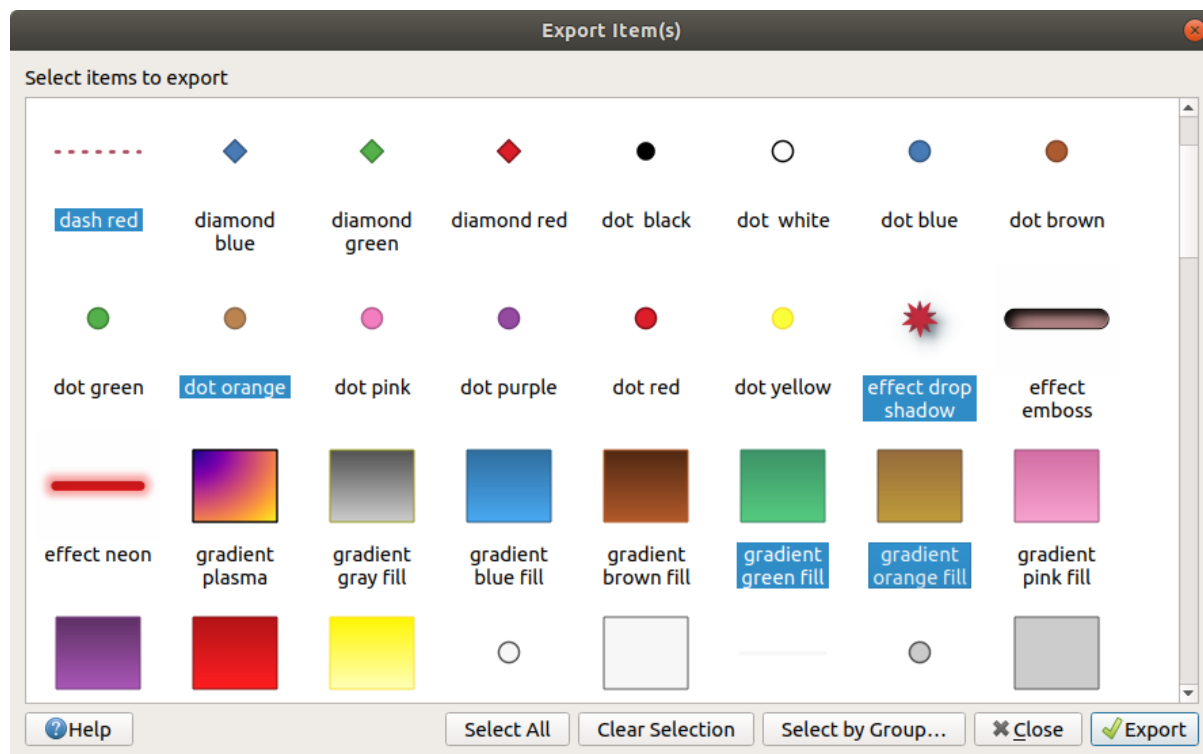 Export Item(s)
Select items to export
dash red
diamond blue
diamond green
diamond red
dot  black
dot  white
dot blue
dot brown
dot green
dot orange
dot pink
dot purple
dot red
dot yellow
effect drop shadow
effect emboss
effect neon
gradient plasma
gradient gray fill
gradient blue fill
gradient brown fill
gradient green fill
gradient orange fill
gradient pink fill
Help
Select All
Clear Selection
Select by Group…
Close
Export